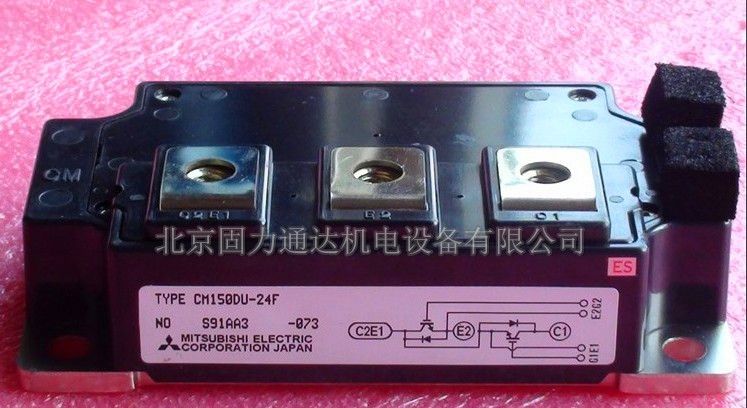 QM
C2E1
E2
C1
北京固力通达机电设备有限公司
ES
TYPE CM150DU-24F
NO S91AA3 -073
MITSUBISHI ELECTRIC
CORPORATION JAPAN
C2E1
E2
C1
E2G2
G1E1